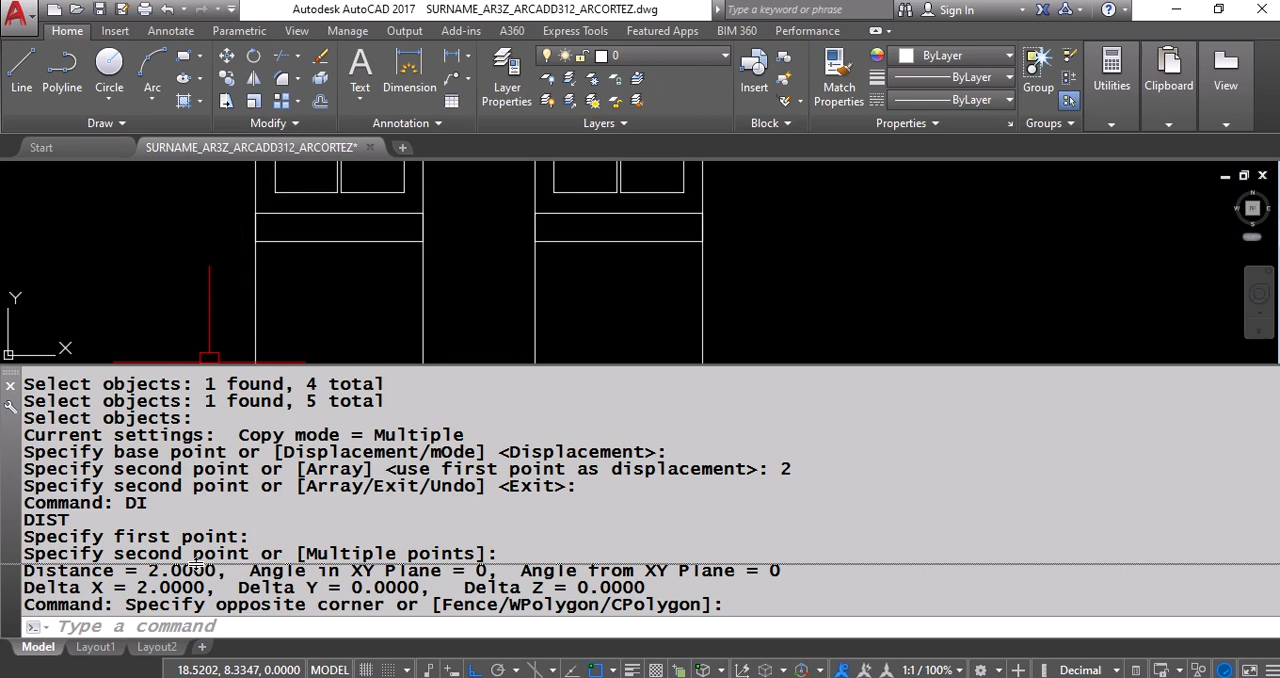 Autodesk AutoCAD 2017 SURNAME_AR3Z_ARCADD312_ARCORTEZ.dwg
Type a keyword or phrase
Sign In
Home Insert Annotate Parametric View Manage Output Add-ins A360 Express Tools Featured Apps BIM 360 Performance
0
ByLayer
ByLayer
ByLayer
Line Polyline Circle Arc
Text Dimension
Layer Properties
Insert
Match Properties
Group Utilities Clipboard View
Draw Modify Annotation Layers Block Properties Groups
Start SURNAME_AR3Z_ARCADD312_ARCORTEZ*
N
W E
S
Y
X
Select objects: 1 found, 4 total
Select objects: 1 found, 5 total
Select objects:
Current settings: Copy mode = Multiple
Specify base point or [Displacement/mOde] <Displacement>:
Specify second point or [Array] <use first point as displacement>: 2
Specify second point or [Array/Exit/Undo] <Exit>:
Command: DI
DIST
Specify first point:
Specify second point or [Multiple points]:
Distance = 2.0000, Angle in XY Plane = 0, Angle from XY Plane = 0
Delta X = 2.0000, Delta Y = 0.0000, Delta Z = 0.0000
Command: Specify opposite corner or [Fence/WPolygon/CPolygon]:
Type a command
Model Layout1 Layout2
18.5202, 8.3347, 0.0000 MODEL 1:1 / 100% Decimal